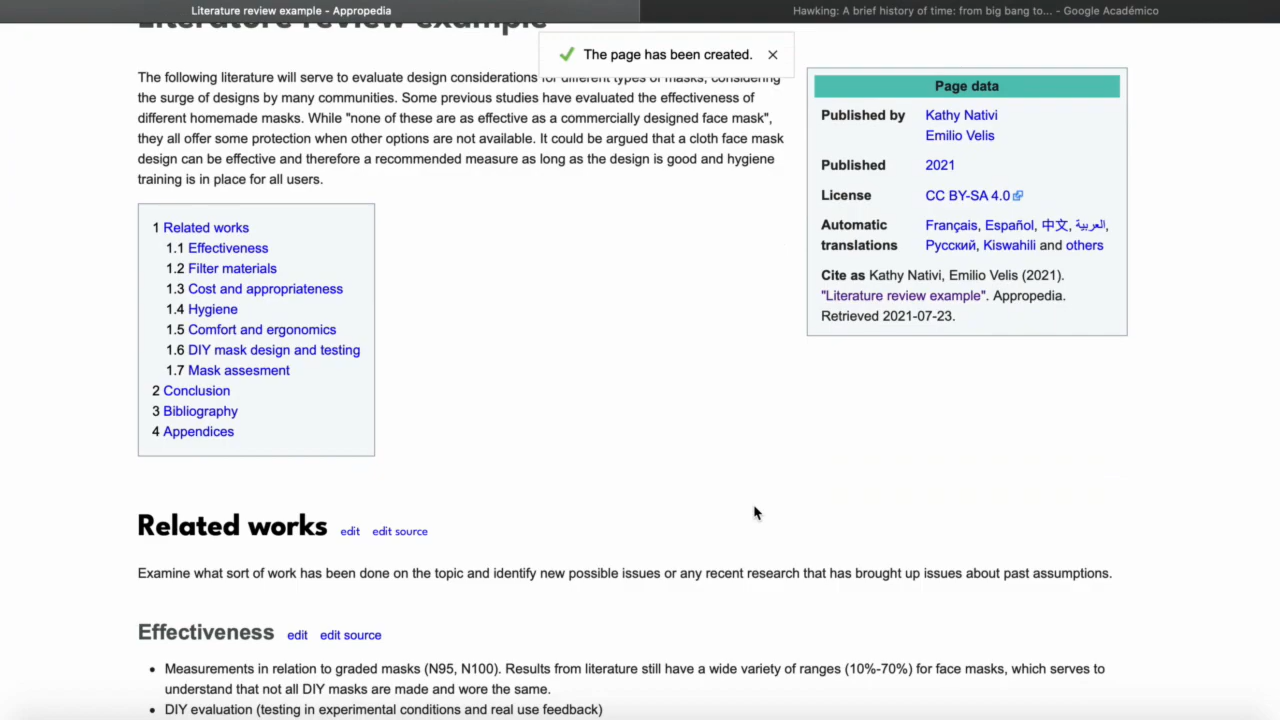 Literature review example - Appropedia
Hawking: A brief history of time: from big bang to... - Google Académico
Literature review example
The page has been created.
The following literature will serve to evaluate design considerations for different types of masks, considering
the surge of designs by many communities. Some previous studies have evaluated the effectiveness of
different homemade masks. While "none of these are as effective as a commercially designed face mask",
they all offer some protection when other options are not available. It could be argued that a cloth face mask
design can be effective and therefore a recommended measure as long as the design is good and hygiene
training is in place for all users.
1 Related works
1.1 Effectiveness
1.2 Filter materials
1.3 Cost and appropriateness
1.4 Hygiene
1.5 Comfort and ergonomics
1.6 DIY mask design and testing
1.7 Mask assesment
2 Conclusion
3 Bibliography
4 Appendices
Page data
Published by Kathy Nativi
Emilio Velis
Published 2021
License CC BY-SA 4.0
Automatic Français, Español, 中文, العربية,
translations Русский, Kiswahili and others
Cite as Kathy Nativi, Emilio Velis (2021).
"Literature review example". Appropedia.
Retrieved 2021-07-23.
Related works edit edit source
Examine what sort of work has been done on the topic and identify new possible issues or any recent research that has brought up issues about past assumptions.
Effectiveness edit edit source
• Measurements in relation to graded masks (N95, N100). Results from literature still have a wide variety of ranges (10%-70%) for face masks, which serves to
understand that not all DIY masks are made and wore the same.
• DIY evaluation (testing in experimental conditions and real use feedback)